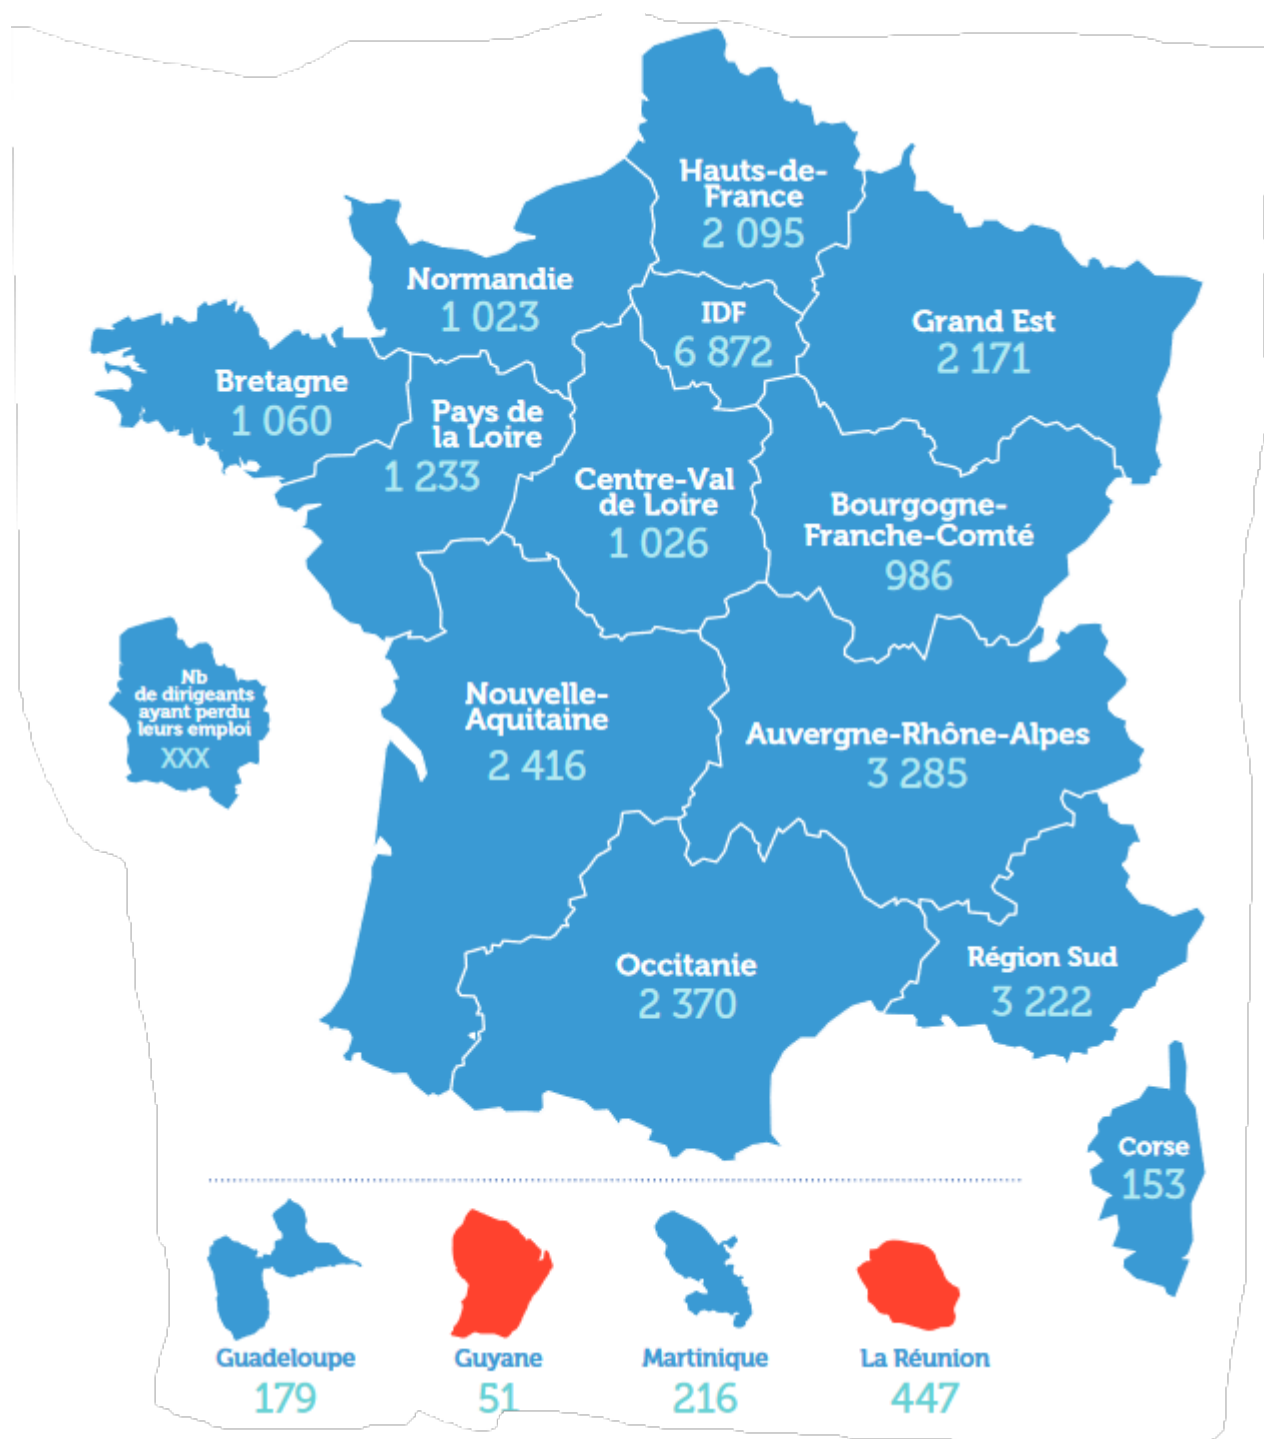 Hauts-de-
France
2 095
Normandie
1 023
IDF
6 872
Grand Est
2 171
Bretagne
1 060
Pays de
la Loire
1 233
Centre-Val
de Loire
1 026
Bourgogne-
Franche-Comté
986
Nb
de dirigeants
ayant perdu
leurs emploi
XXX
Nouvelle-
Aquitaine
2 416
Auvergne-Rhône-Alpes
3 285
Occitanie
2 370
Région Sud
3 222
Corse
153
Guadeloupe
179
Guyane
51
Martinique
216
La Réunion
447